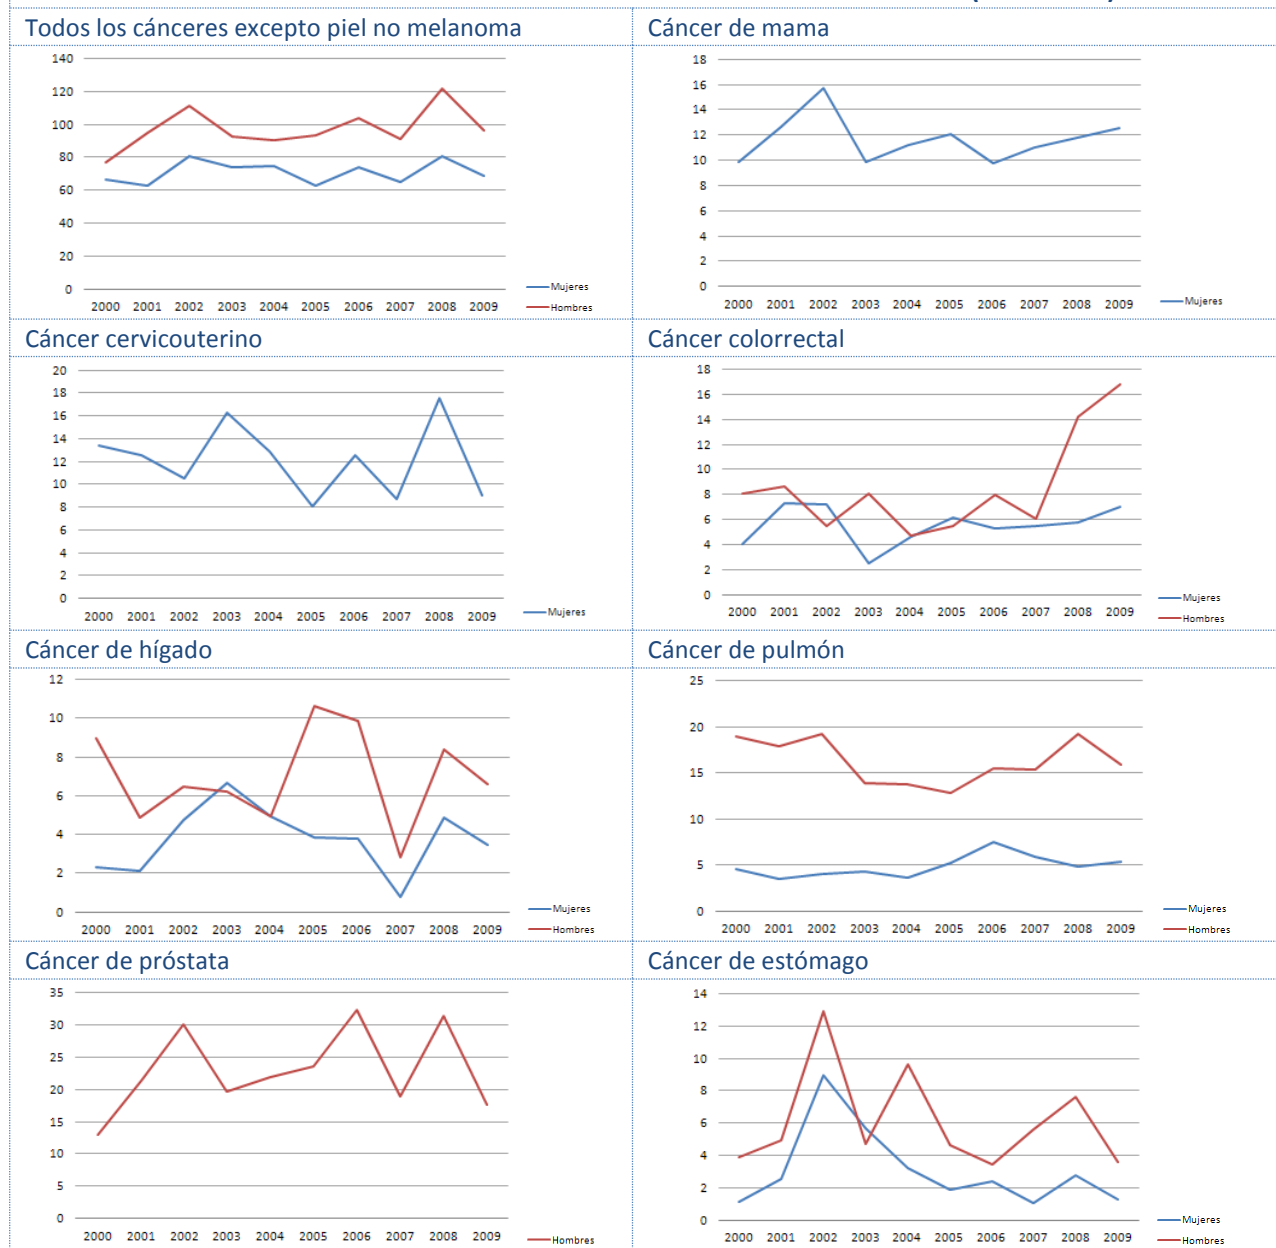 Todos los cánceres excepto piel no melanoma
140
120
100
80
60
40
20
0
2000 2001 2002 2003 2004 2005 2006 2007 2008 2009
Mujeres
Hombres
Cáncer de mama
18
16
14
12
10
8
6
4
2
0
2000 2001 2002 2003 2004 2005 2006 2007 2008 2009
Mujeres
Cáncer cervicouterino
20
18
16
14
12
10
8
6
4
2
0
2000 2001 2002 2003 2004 2005 2006 2007 2008 2009
Mujeres
Cáncer colorrectal
18
16
14
12
10
8
6
4
2
0
2000 2001 2002 2003 2004 2005 2006 2007 2008 2009
Mujeres
Hombres
Cáncer de hígado
12
10
8
6
4
2
0
2000 2001 2002 2003 2004 2005 2006 2007 2008 2009
Mujeres
Hombres
Cáncer de pulmón
25
20
15
10
5
0
2000 2001 2002 2003 2004 2005 2006 2007 2008 2009
Mujeres
Hombres
Cáncer de próstata
35
30
25
20
15
10
5
0
2000 2001 2002 2003 2004 2005 2006 2007 2008 2009
Hombres
Cáncer de estómago
14
12
10
8
6
4
2
0
2000 2001 2002 2003 2004 2005 2006 2007 2008 2009
Mujeres
Hombres